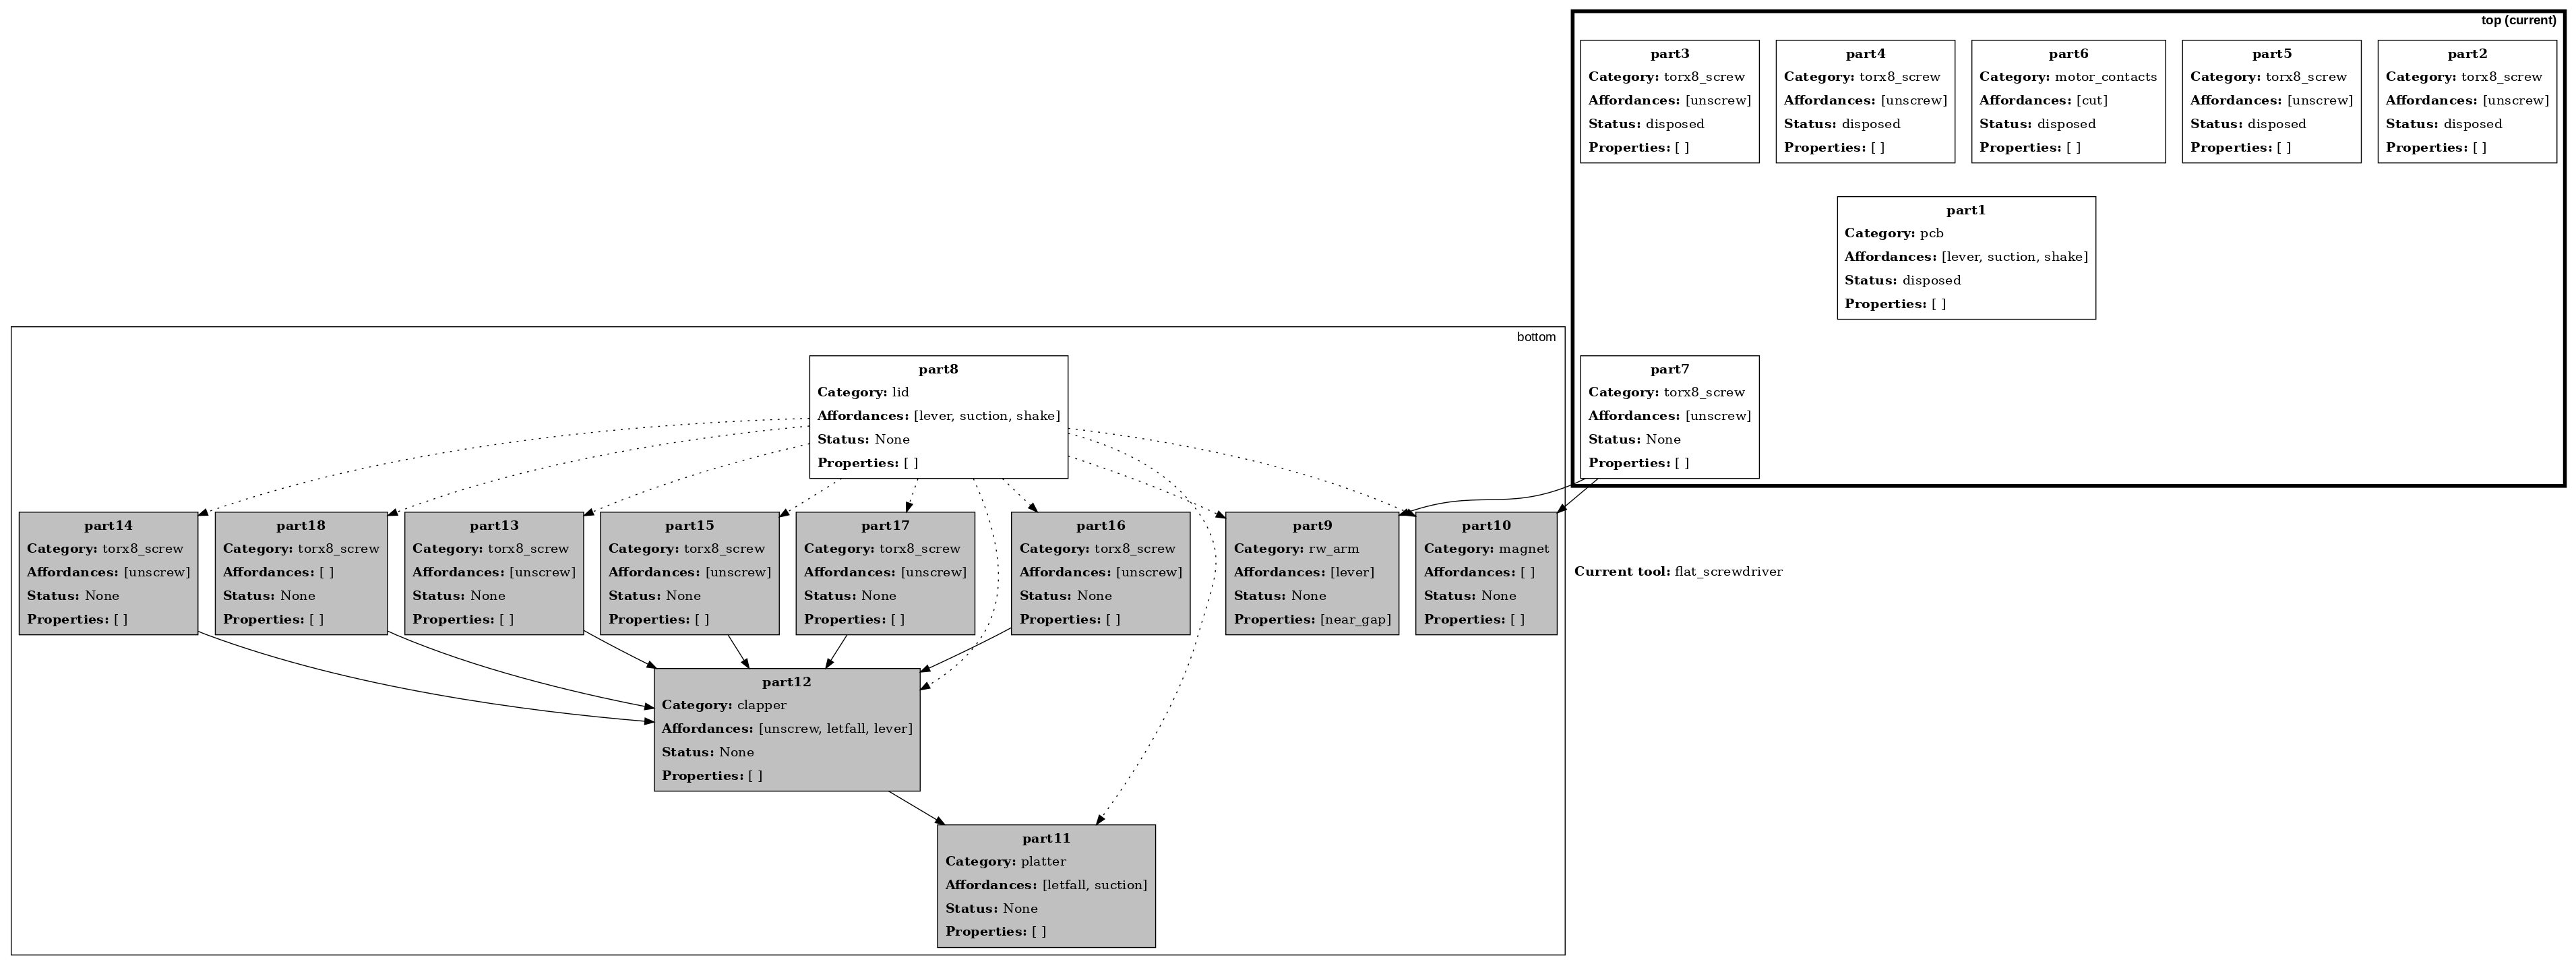 top (current)
part3
Category: torx8_screw
Affordances: [unscrew]
Status: disposed
Properties: [ ]
part4
Category: torx8_screw
Affordances: [unscrew]
Status: disposed
Properties: [ ]
part6
Category: motor_contacts
Affordances: [cut]
Status: disposed
Properties: [ ]
part5
Category: torx8_screw
Affordances: [unscrew]
Status: disposed
Properties: [ ]
part2
Category: torx8_screw
Affordances: [unscrew]
Status: disposed
Properties: [ ]
part1
Category: pcb
Affordances: [lever, suction, shake]
Status: disposed
Properties: [ ]
part7
Category: torx8_screw
Affordances: [unscrew]
Status: None
Properties: [ ]
bottom
part8
Category: lid
Affordances: [lever, suction, shake]
Status: None
Properties: [ ]
part14
Category: torx8_screw
Affordances: [unscrew]
Status: None
Properties: [ ]
part18
Category: torx8_screw
Affordances: [ ]
Status: None
Properties: [ ]
part13
Category: torx8_screw
Affordances: [unscrew]
Status: None
Properties: [ ]
part15
Category: torx8_screw
Affordances: [unscrew]
Status: None
Properties: [ ]
part17
Category: torx8_screw
Affordances: [unscrew]
Status: None
Properties: [ ]
part16
Category: torx8_screw
Affordances: [unscrew]
Status: None
Properties: [ ]
part9
Category: rw_arm
Affordances: [lever]
Status: None
Properties: [near_gap]
part10
Category: magnet
Affordances: [ ]
Status: None
Properties: [ ]
Current tool: flat_screwdriver
part12
Category: clapper
Affordances: [unscrew, letfall, lever]
Status: None
Properties: [ ]
part11
Category: platter
Affordances: [letfall, suction]
Status: None
Properties: [ ]